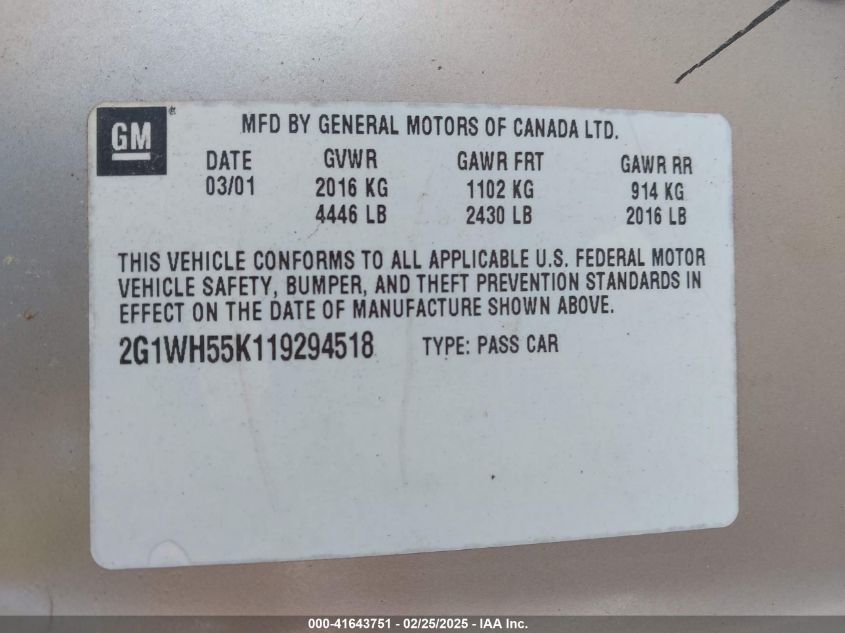 GM
MFD BY GENERAL MOTORS OF CANADA LTD.
DATE GVWR GAWR FRT GAWR RR
03/01 2016 KG 1102 KG 914 KG
4446 LB 2430 LB 2016 LB
THIS VEHICLE CONFORMS TO ALL APPLICABLE U.S. FEDERAL MOTOR
VEHICLE SAFETY, BUMPER, AND THEFT PREVENTION STANDARDS IN
EFFECT ON THE DATE OF MANUFACTURE SHOWN ABOVE.
2G1WH55K119294518 TYPE: PASS CAR
000-41643751 - 02/25/2025 - IAA Inc.